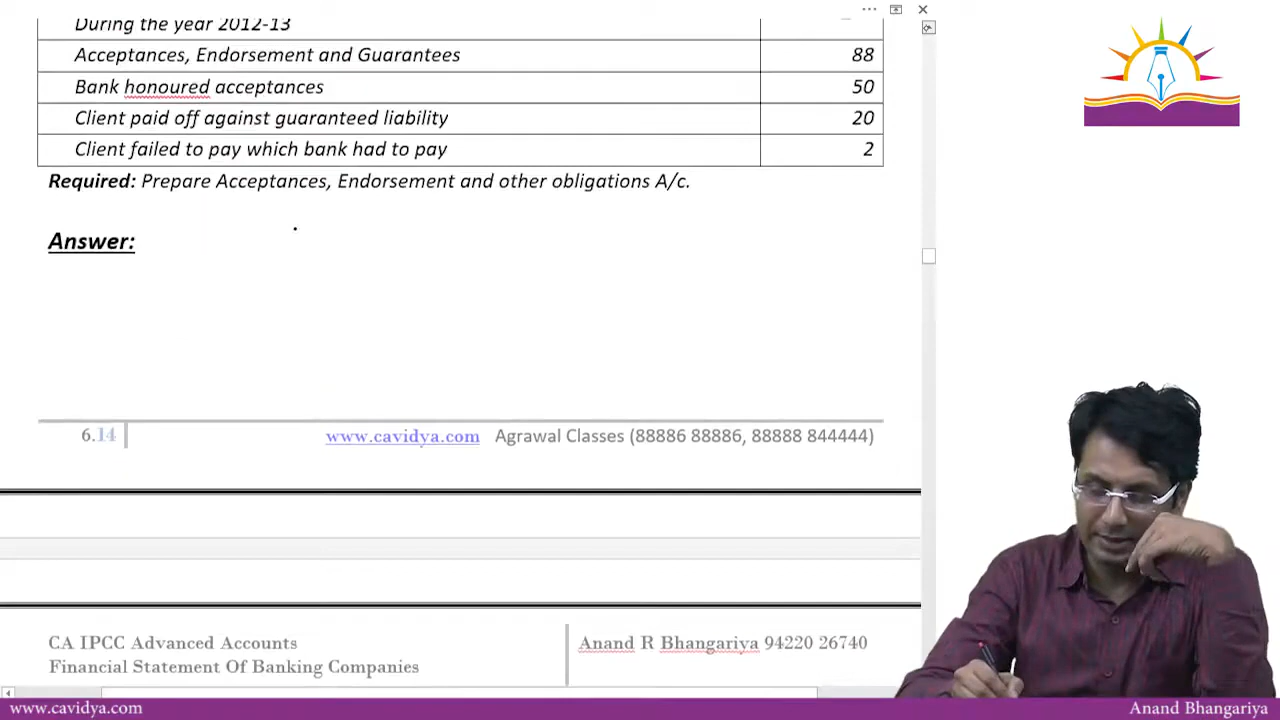 During the year 2012-13
Acceptances, Endorsement and Guarantees 88
Bank honoured acceptances 50
Client paid off against guaranteed liability 20
Client failed to pay which bank had to pay 2
Required: Prepare Acceptances, Endorsement and other obligations A/c.
Answer:
6.14 www.cavidya.com Agrawal Classes (88886 88886, 88888 844444)
CA IPCC Advanced Accounts
Financial Statement Of Banking Companies
Anand R Bhangariya 94220 26740
www.cavidya.com
Anand Bhangariya